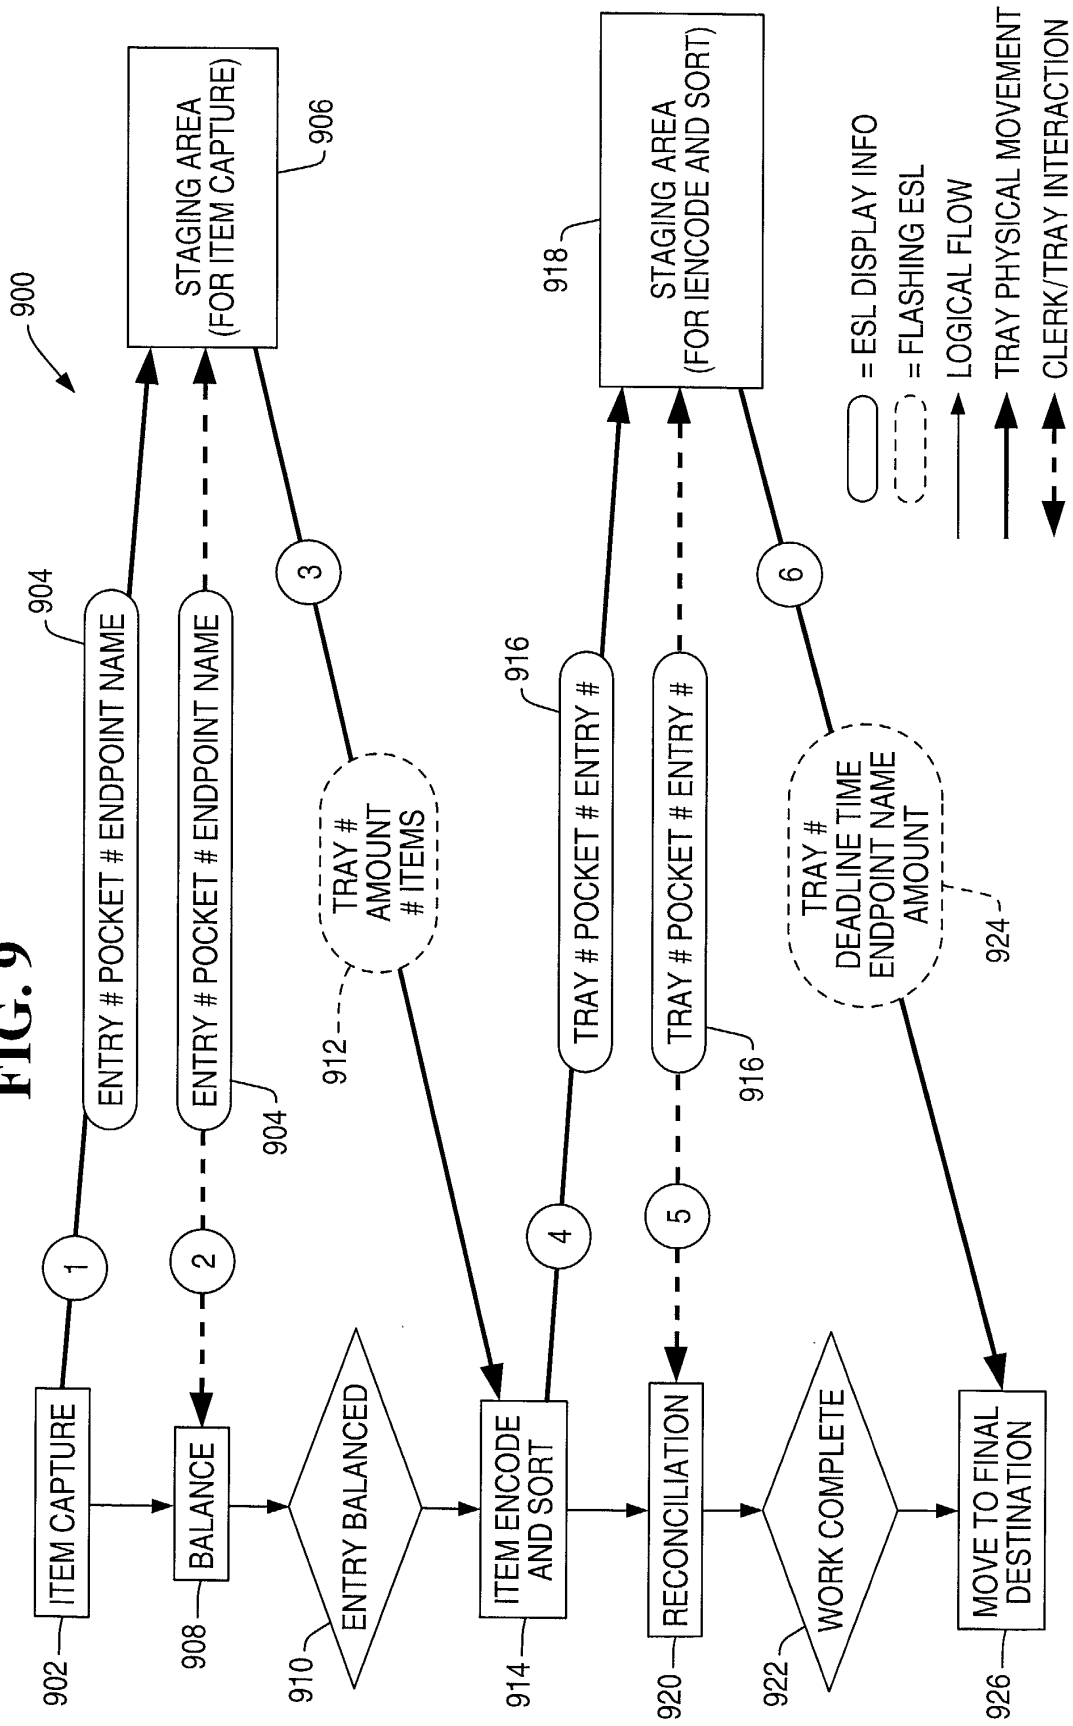 FIG. 9
900
ITEM CAPTURE
902
1
ENTRY # POCKET # ENDPOINT NAME
904
STAGING AREA
(FOR ITEM CAPTURE)
906
BALANCE
908
2
ENTRY # POCKET # ENDPOINT NAME
904
ENTRY BALANCED
910
3
TRAY #
AMOUNT
# ITEMS
912
ITEM ENCODE
AND SORT
914
4
TRAY # POCKET # ENTRY #
916
STAGING AREA
(FOR IENCODE AND SORT)
918
RECONCILIATION
920
5
TRAY # POCKET # ENTRY #
916
WORK COMPLETE
922
6
TRAY #
DEADLINE TIME
ENDPOINT NAME
AMOUNT
924
MOVE TO FINAL
DESTINATION
926
= ESL DISPLAY INFO
= FLASHING ESL
LOGICAL FLOW
TRAY PHYSICAL MOVEMENT
CLERK/TRAY INTERACTION